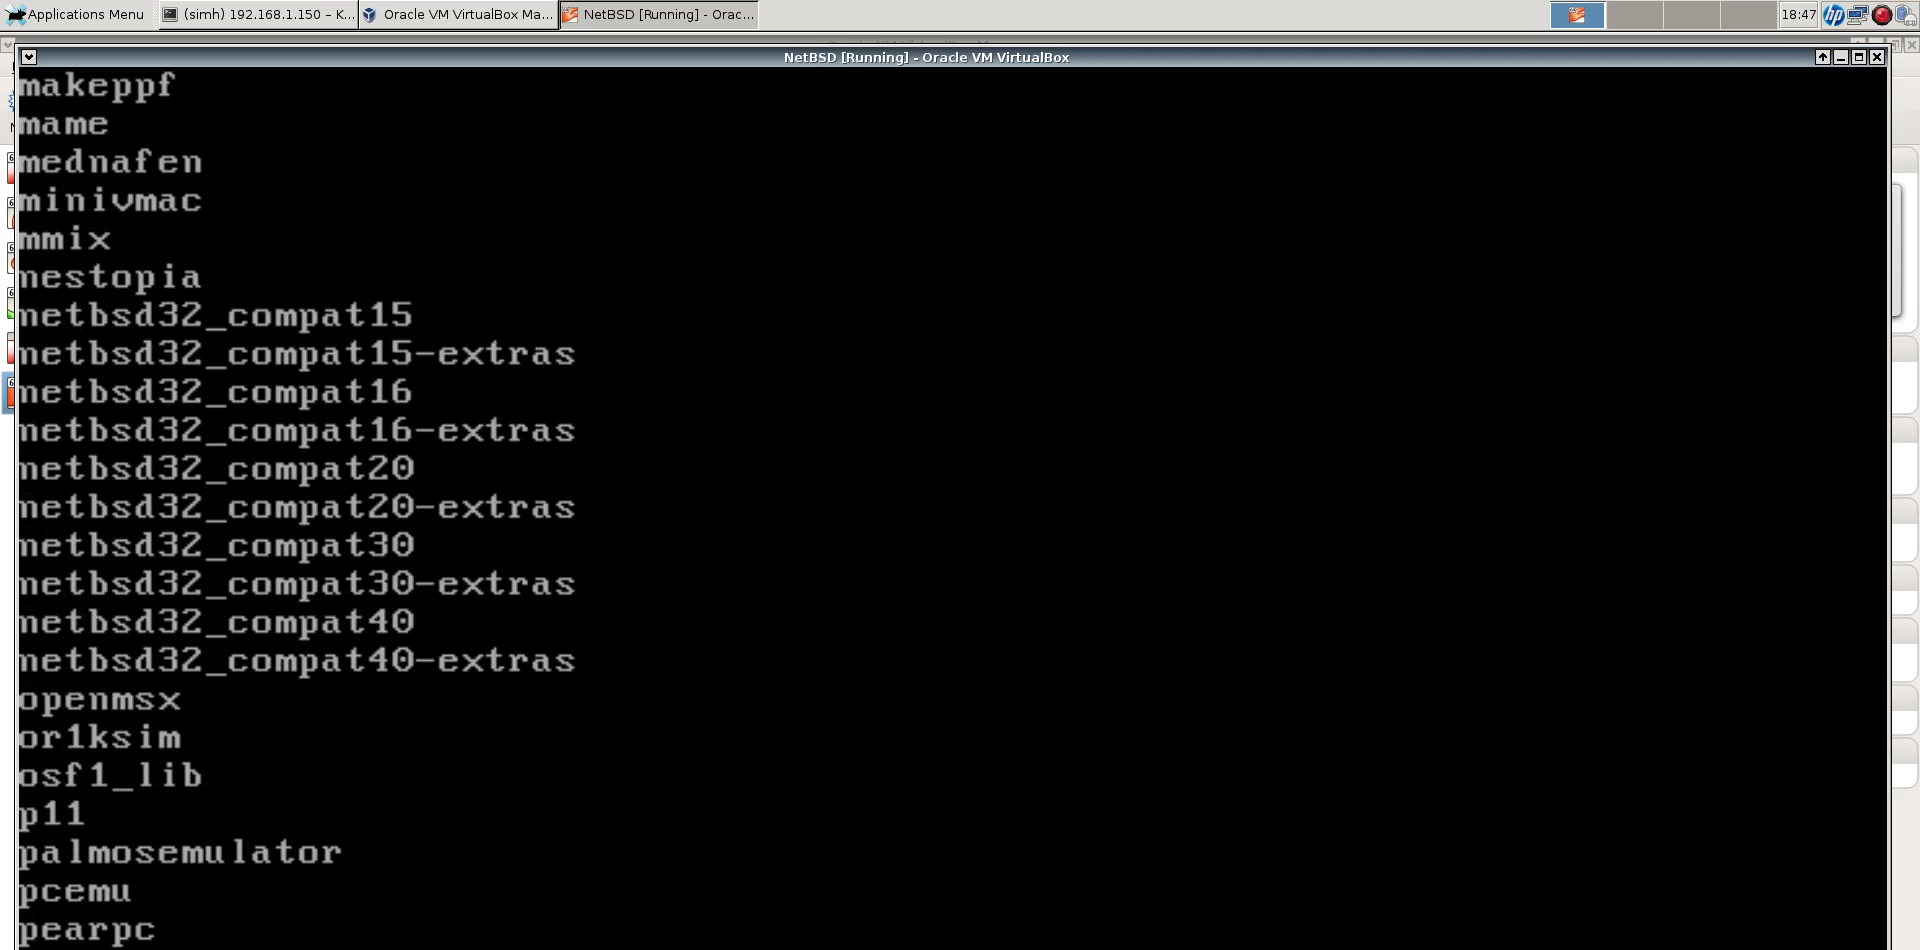 Applications Menu
(simh) 192.168.1.150 – K...
Oracle VM VirtualBox Ma...
NetBSD [Running] - Orac...
18:47
hp
NetBSD [Running] - Oracle VM VirtualBox
makeppf
mame
mednafen
minivmac
mmix
nestopia
netbsd32_compat15
netbsd32_compat15-extras
netbsd32_compat16
netbsd32_compat16-extras
netbsd32_compat20
netbsd32_compat20-extras
netbsd32_compat30
netbsd32_compat30-extras
netbsd32_compat40
netbsd32_compat40-extras
openmsx
or1ksim
osf1_lib
p11
palmosemulator
pcemu
pearpc